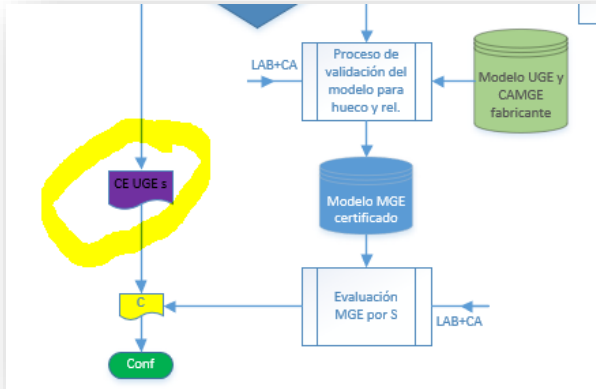 LAB+CA
Proceso de
validación del
modelo para
hueco y rel.
Modelo UGE y
CAMGE
fabricante
CE UGE s
Modelo MGE
certificado
C
Evaluación
MGE por S
LAB+CA
Conf